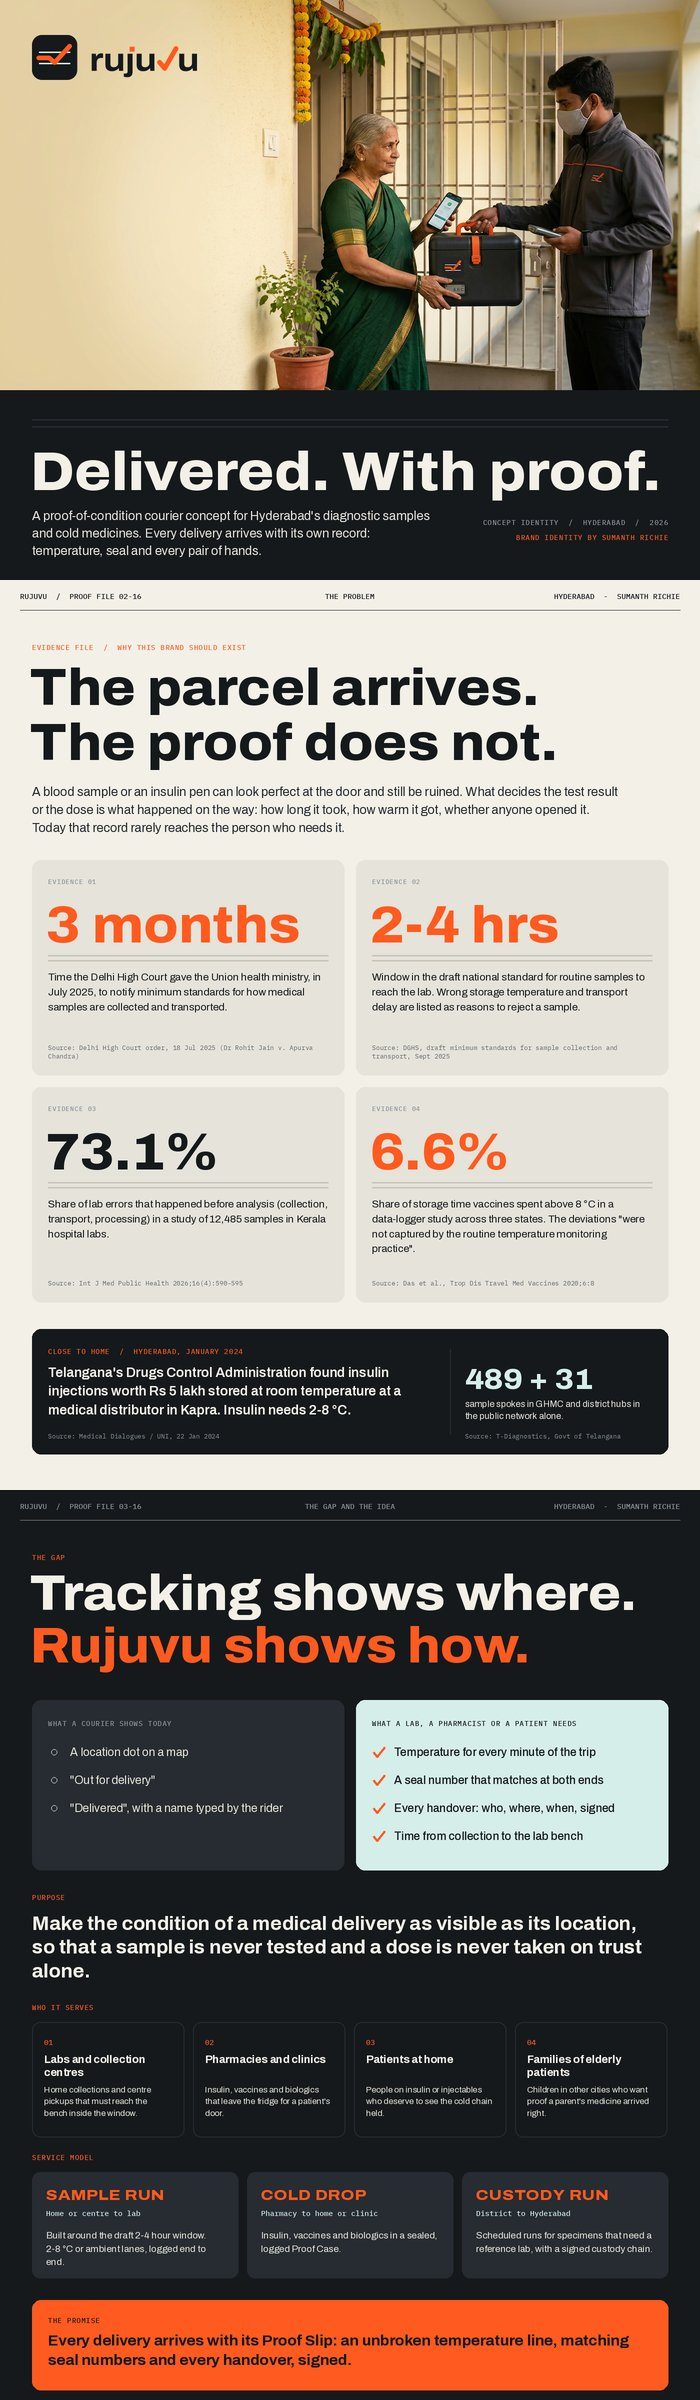 rujuvu
Delivered. With proof.
A proof-of-condition courier concept for Hyderabad's diagnostic samples
and cold medicines. Every delivery arrives with its own record:
temperature, seal and every pair of hands.
CONCEPT IDENTITY / HYDERABAD / 2026
BRAND IDENTITY BY SUMANTH RICHIE
RUJUVU / PROOF FILE 02-16
THE PROBLEM
HYDERABAD - SUMANTH RICHIE
EVIDENCE FILE / WHY THIS BRAND SHOULD EXIST
The parcel arrives.
The proof does not.
A blood sample or an insulin pen can look perfect at the door and still be ruined. What decides the test result
or the dose is what happened on the way: how long it took, how warm it got, whether anyone opened it.
Today that record rarely reaches the person who needs it.
EVIDENCE 01
3 months
Time the Delhi High Court gave the Union health ministry, in
July 2025, to notify minimum standards for how medical
samples are collected and transported.
Source: Delhi High Court order, 18 Jul 2025 (Dr Rohit Jain v. Apurva
Chandra)
EVIDENCE 02
2-4 hrs
Window in the draft national standard for routine samples to
reach the lab. Wrong storage temperature and transport
delay are listed as reasons to reject a sample.
Source: DGHS, draft minimum standards for sample collection and
transport, Sept 2025
EVIDENCE 03
73.1%
Share of lab errors that happened before analysis (collection,
transport, processing) in a study of 12,485 samples in Kerala
hospital labs.
Source: Int J Med Public Health 2026;16(4):590-595
EVIDENCE 04
6.6%
Share of storage time vaccines spent above 8 °C in a
data-logger study across three states. The deviations "were
not captured by the routine temperature monitoring
practice".
Source: Das et al., Trop Dis Travel Med Vaccines 2020;6:8
CLOSE TO HOME / HYDERABAD, JANUARY 2024
Telangana's Drugs Control Administration found insulin
injections worth Rs 5 lakh stored at room temperature at a
medical distributor in Kapra. Insulin needs 2-8 °C.
Source: Medical Dialogues / UNI, 22 Jan 2024
489 + 31
sample spokes in GHMC and district hubs in
the public network alone.
Source: T-Diagnostics, Govt of Telangana
RUJUVU / PROOF FILE 03-16
THE GAP AND THE IDEA
HYDERABAD - SUMANTH RICHIE
THE GAP
Tracking shows where.
Rujuvu shows how.
WHAT A COURIER SHOWS TODAY
A location dot on a map
"Out for delivery"
"Delivered", with a name typed by the rider
WHAT A LAB, A PHARMACIST OR A PATIENT NEEDS
Temperature for every minute of the trip
A seal number that matches at both ends
Every handover: who, where, when, signed
Time from collection to the lab bench
PURPOSE
Make the condition of a medical delivery as visible as its location,
so that a sample is never tested and a dose is never taken on trust
alone.
WHO IT SERVES
01
Labs and collection
centres
Home collections and centre
pickups that must reach the
bench inside the window.
02
Pharmacies and clinics
Insulin, vaccines and biologics
that leave the fridge for a patient's
door.
03
Patients at home
People on insulin or injectables
who deserve to see the cold chain
held.
04
Families of elderly
patients
Children in other cities who want
proof a parent's medicine arrived
right.
SERVICE MODEL
SAMPLE RUN
Home or centre to lab
Built around the draft 2-4 hour window.
2-8 °C or ambient lanes, logged end to
end.
COLD DROP
Pharmacy to home or clinic
Insulin, vaccines and biologics in a sealed,
logged Proof Case.
CUSTODY RUN
District to Hyderabad
Scheduled runs for specimens that need a
reference lab, with a signed custody chain.
THE PROMISE
Every delivery arrives with its Proof Slip: an unbroken temperature line, matching
seal numbers and every handover, signed.